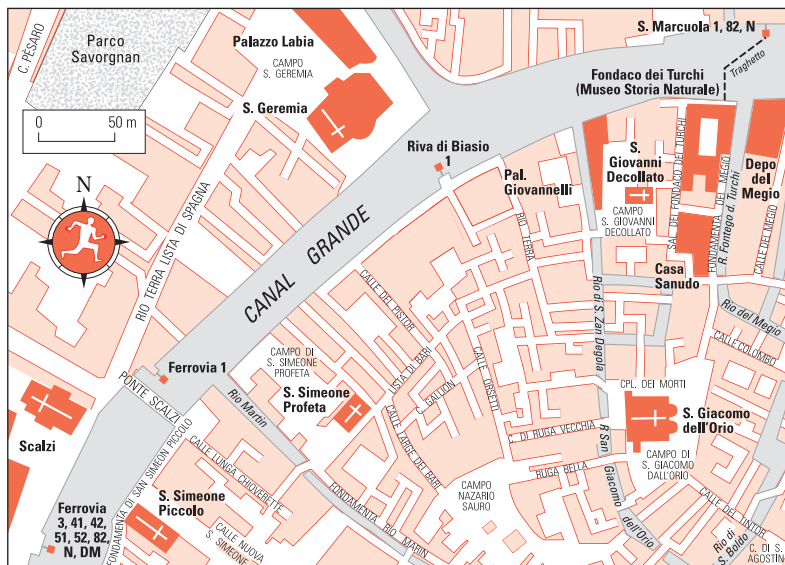 C. PÈSARO
Parco
Savorgnan
0
50 m
N
Palazzo Labia
CAMPO
S. GEREMIA
S. Geremia
S. Marcuola 1, 82, N
Traghetto
Fondaco dei Turchi
(Museo Storia Naturale)
Riva di Biasio
1
Pal.
Giovannelli
S.
Giovanni
Decollato
CAMPO
S. GIOVANNI
DECOLLATO
SAL. DEL FONDACO DEI TURCHI
FONDAMENTA DEL MEGIO
R. Fontego d. Turchi
Depo
del
Megio
CALLE DEL MEGIO
Casa
Sanudo
RIO TERRA LISTA DI SPAGNA
CANAL GRANDE
RIO
TERRA
Rio di S. Zan Degola
Rio del Megio
CALLE COLOMBO
CALLE DEL PISTOR
Ferrovia 1
CAMPO DI
S. SIMEONE
PROFETA
S. Simeone
Profeta
LISTA DI BARI
C. GALLION
CALLE ORSETTI
CPL. DEI MORTI
PONTE SCALZI
Rio Martin
CALLE LARGE DEI BARI
C. DI RUGA VECCHIA
R San
Giacomo
dell'Orio
S. Giacomo
dell'Orio
CAMPO DI
S. GIACOMO
DALL'ORIO
Scalzi
CALLE LUNGA CHIOVERETTE
RUGA BELLA
CAMPO
NAZARIO
SAURO
S. Simeone
Piccolo
FONDAMENTA DI SAN SIMEON PICCOLO
FONDAMENTA RIO MARIN
CALLE DEL TINTOR
Ferrovia
3, 41, 42,
51, 52, 82,
N, DM
CALLE NUOVA
S. SIMEONE
Rio di
S. Boldo
C. DI S.
AGOSTIN